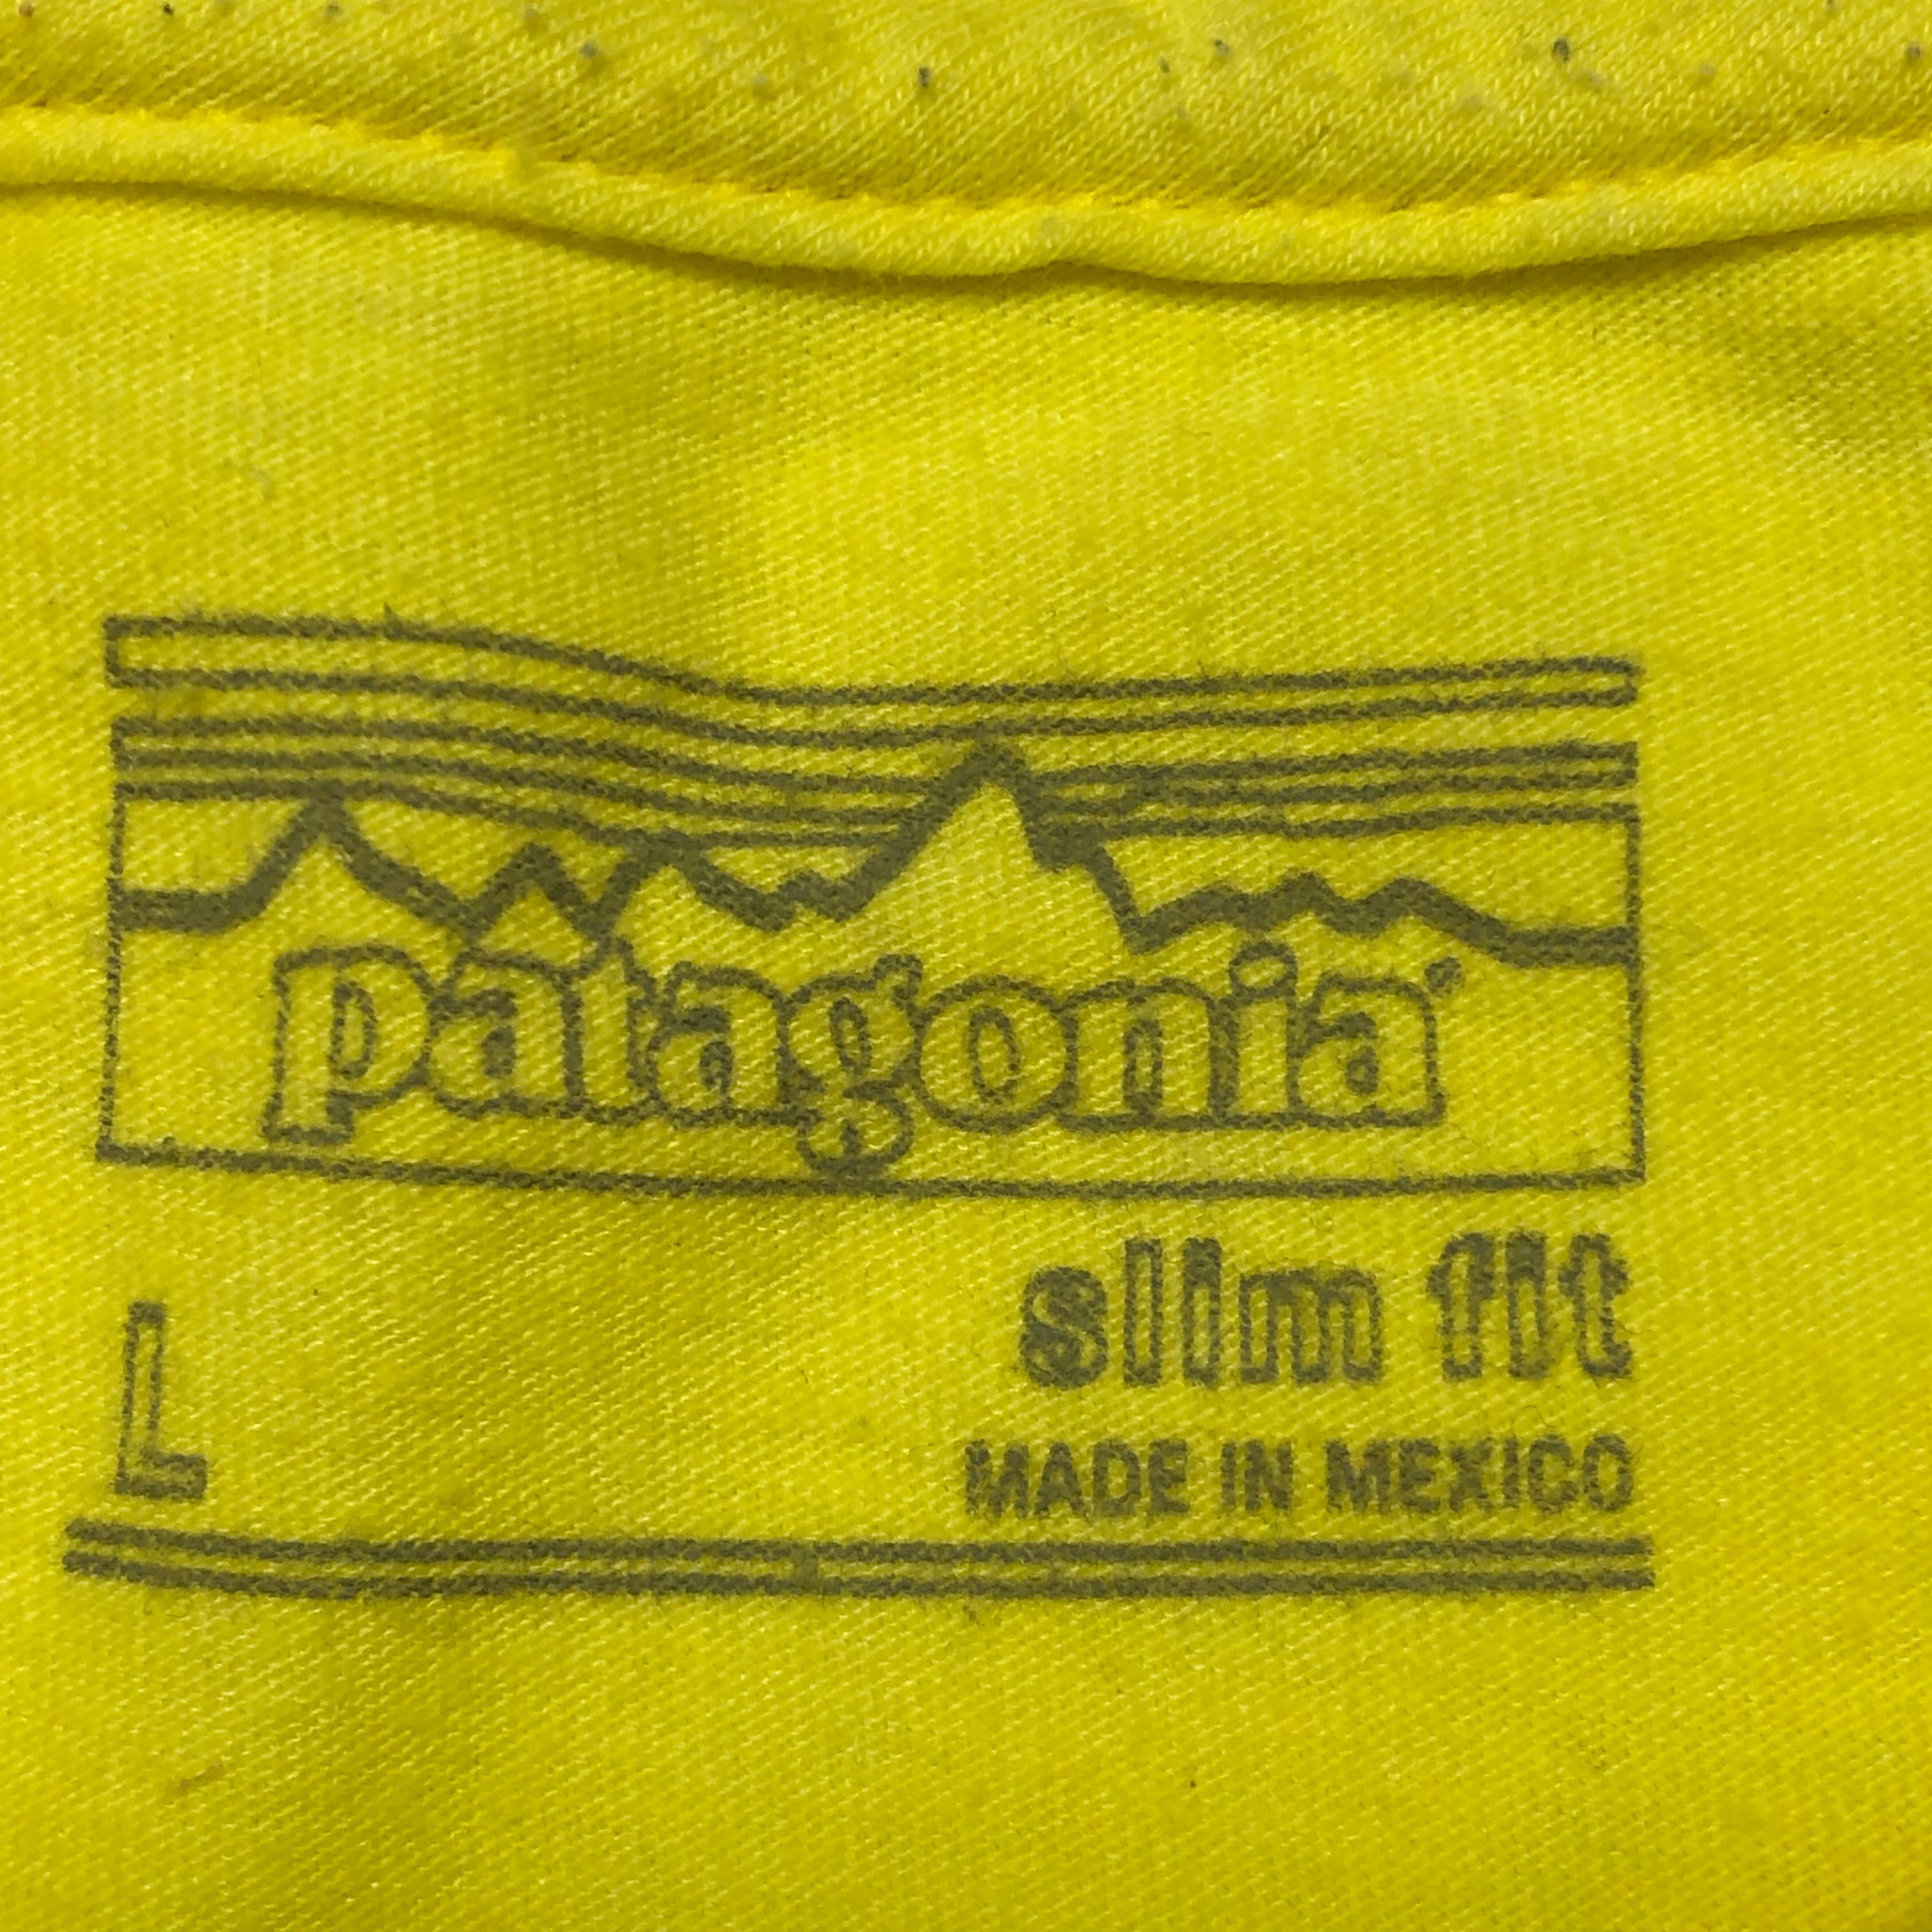 patagonia
slim fit
L
MADE IN MEXICO